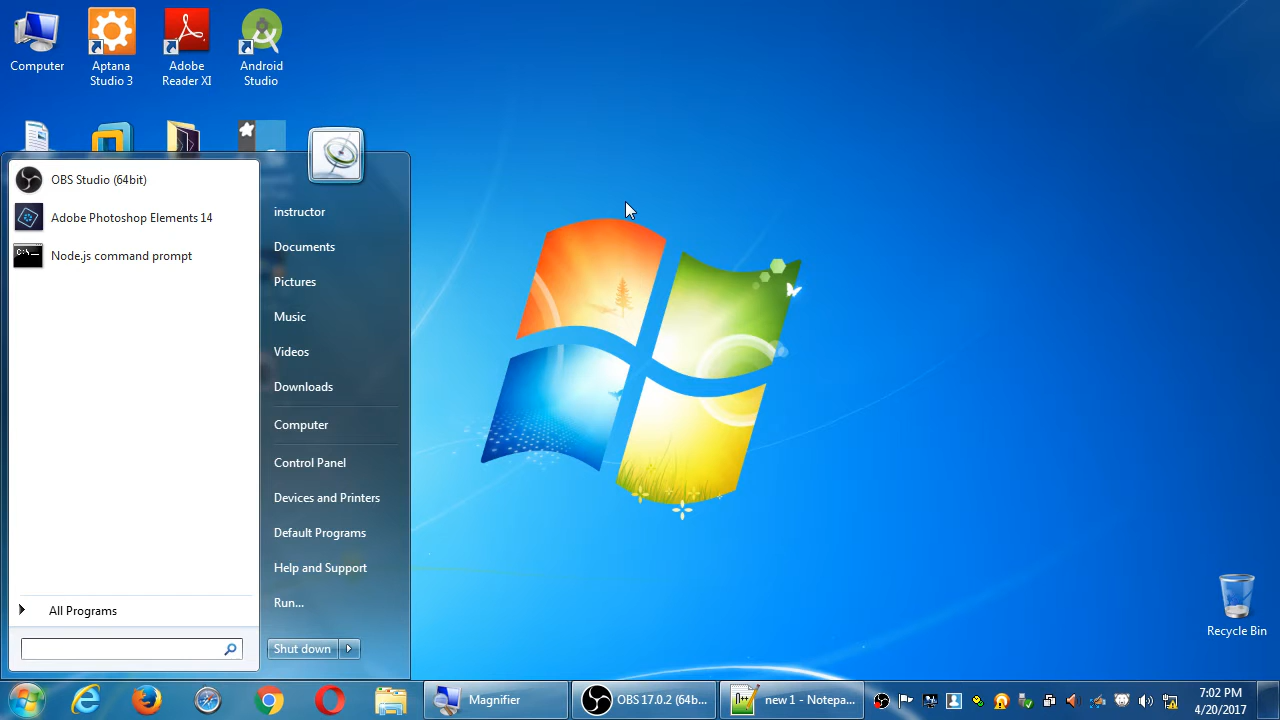 Computer
Aptana
Studio 3
Adobe
Reader XI
Android
Studio
OBS Studio (64bit)
Adobe Photoshop Elements 14
Node.js command prompt
All Programs
instructor
Documents
Pictures
Music
Videos
Downloads
Computer
Control Panel
Devices and Printers
Default Programs
Help and Support
Run...
Shut down
Recycle Bin
Magnifier
OBS 17.0.2 (64b...
new 1 - Notepa...
7:02 PM
4/20/2017